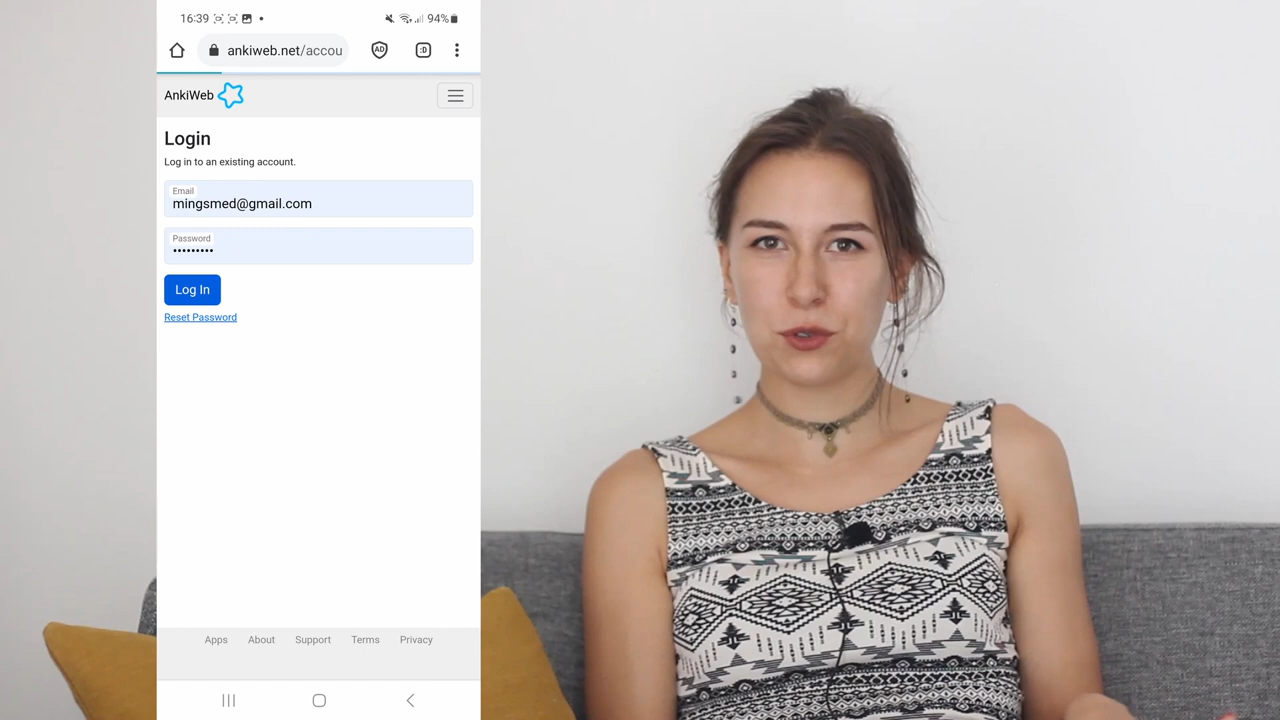 16:39
94%
AD
:D
ankiweb.net/accou
AnkiWeb
Login
Log in to an existing account.
Email
mingsmed@gmail.com
Password
•••••••••
Log In
Reset Password
Apps About Support Terms Privacy